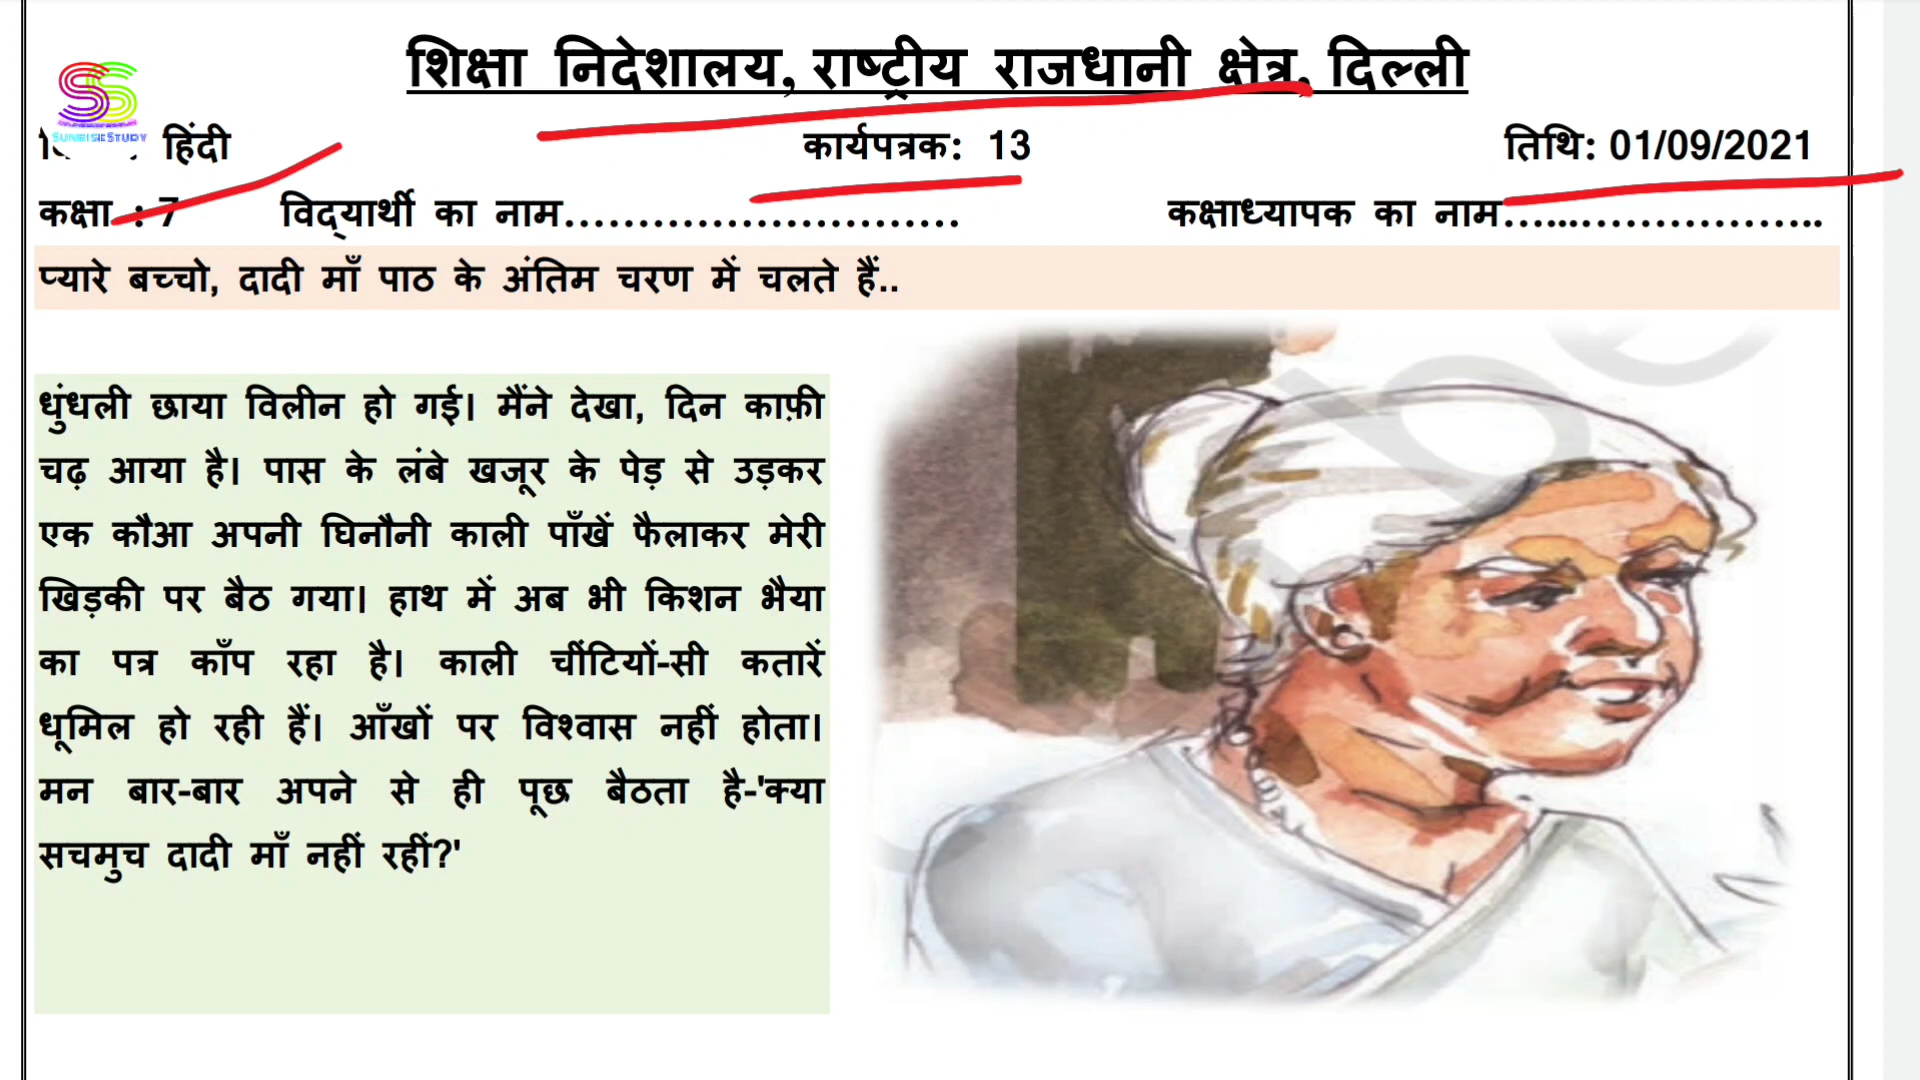 शिक्षा निदेशालय, राष्ट्रीय राजधानी क्षेत्र, दिल्ली
SUNRISE STUDY
हिंदी कार्यपत्रक: 13 तिथि: 01/09/2021
कक्षा : 7 विद्यार्थी का नाम........................... कक्षाध्यापक का नाम......................
प्यारे बच्चो, दादी माँ पाठ के अंतिम चरण में चलते हैं..
धुंधली छाया विलीन हो गई। मैंने देखा, दिन काफ़ी
चढ़ आया है। पास के लंबे खजूर के पेड़ से उड़कर
एक कौआ अपनी घिनौनी काली पाँखें फैलाकर मेरी
खिड़की पर बैठ गया। हाथ में अब भी किशन भैया
का पत्र काँप रहा है। काली चींटियों-सी कतारें
धूमिल हो रही हैं। आँखों पर विश्वास नहीं होता।
मन बार-बार अपने से ही पूछ बैठता है-'क्या
सचमुच दादी माँ नहीं रहीं?'